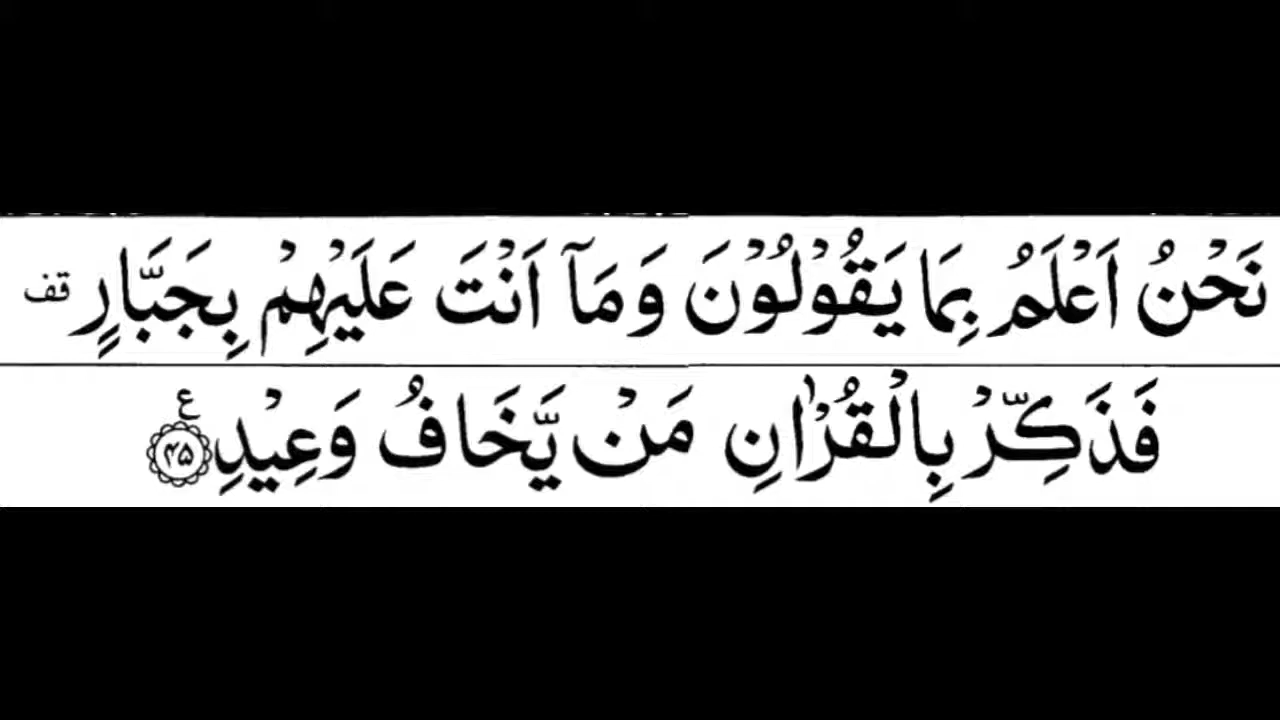 نَحْنُ اَعْلَمُ بِمَا يَقُوْلُوْنَ وَمَآ اَنْتَ عَلَيْهِمْ بِجَبَّارٍ قف
فَذَكِّرْ بِالْقُرْاٰنِ مَنْ يَّخَافُ وَعِيْدِ ۴۵ ع